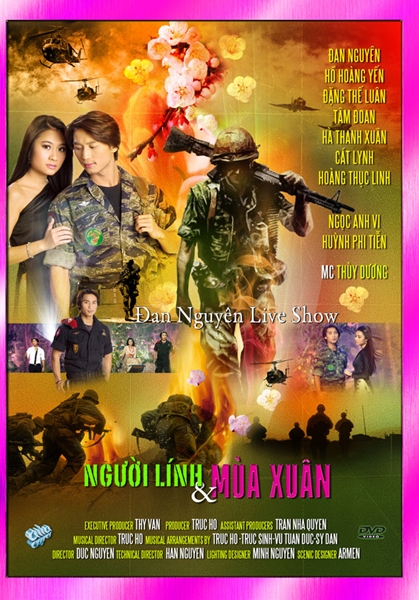 ĐAN NGUYÊN
HỒ HOÀNG YẾN
ĐẶNG THẾ LUÂN
TÂM ĐOAN
HÀ THANH XUÂN
CÁT LYNH
HOÀNG THỤC LINH
NGỌC ANH VI
HUỲNH PHI TIỄN
MC THÙY DƯƠNG
Đan Nguyên Live Show
NGƯỜI LÍNH
& MÙA XUÂN
EXECUTIVE PRODUCER THY VAN PRODUCER TRUC HO ASSISTANT PRODUCERS TRAN NHA QUYEN
MUSICAL DIRECTOR TRUC HO MUSICAL ARRANGEMENTS BY TRUC HO-TRUC SINH-VU TUAN DUC-SY DAN
DIRECTOR DUC NGUYEN TECHNICAL DIRECTOR HAN NGUYEN LIGHTING DESIGNER MINH NGUYEN SCENIC DESIGNER ARMEN
DVD
VIDEO